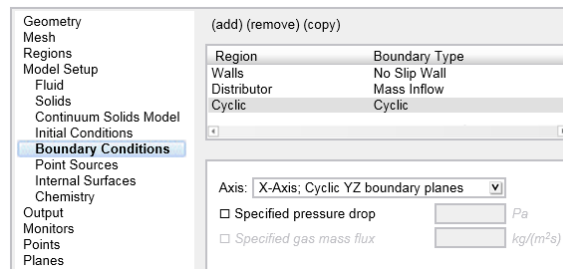 Geometry
Mesh
Regions
Model Setup
Fluid
Solids
Continuum Solids Model
Initial Conditions
Boundary Conditions
Point Sources
Internal Surfaces
Chemistry
Output
Monitors
Points
Planes
(add) (remove) (copy)
Region Boundary Type
Walls No Slip Wall
Distributor Mass Inflow
Cyclic Cyclic
Axis: X-Axis; Cyclic YZ boundary planes
Specified pressure drop Pa
Specified gas mass flux kg/(m²s)